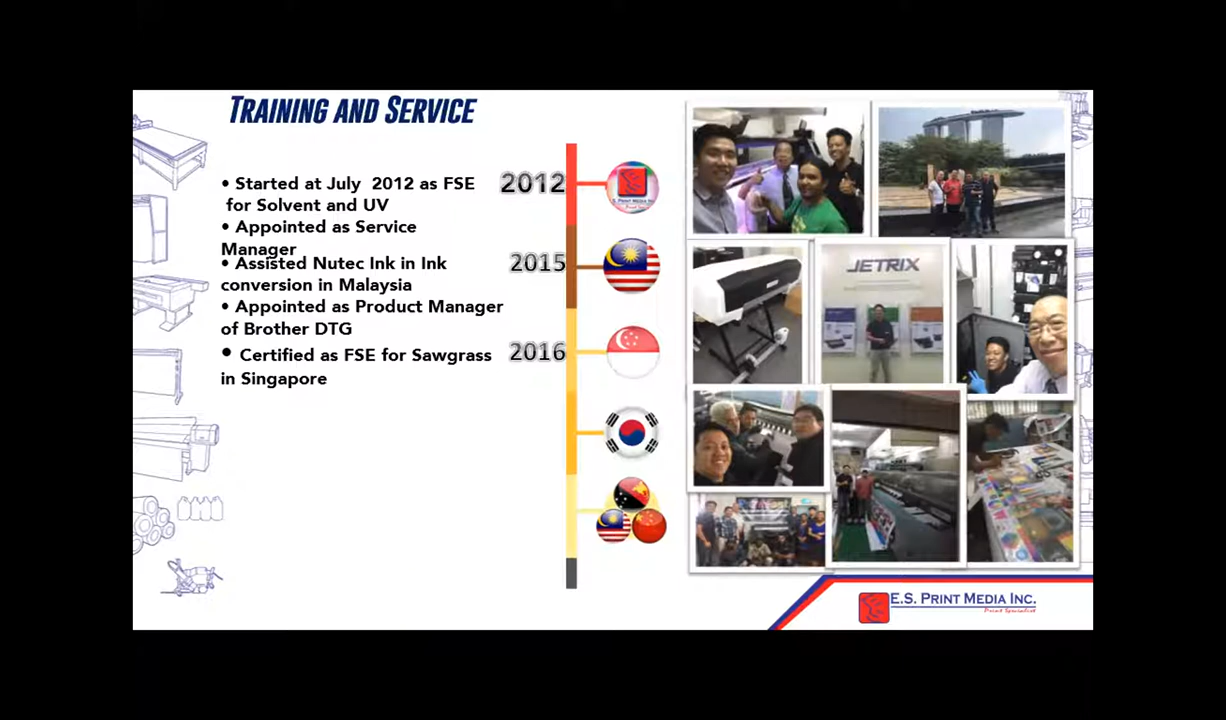 TRAINING AND SERVICE
• Started at July 2012 as FSE
for Solvent and UV
• Appointed as Service
Manager
2012
• Assisted Nutec Ink in Ink
conversion in Malaysia
2015
• Appointed as Product Manager
of Brother DTG
• Certified as FSE for Sawgrass
in Singapore
2016
JETRIX
E.S. PRINT MEDIA INC.
Print Specialist